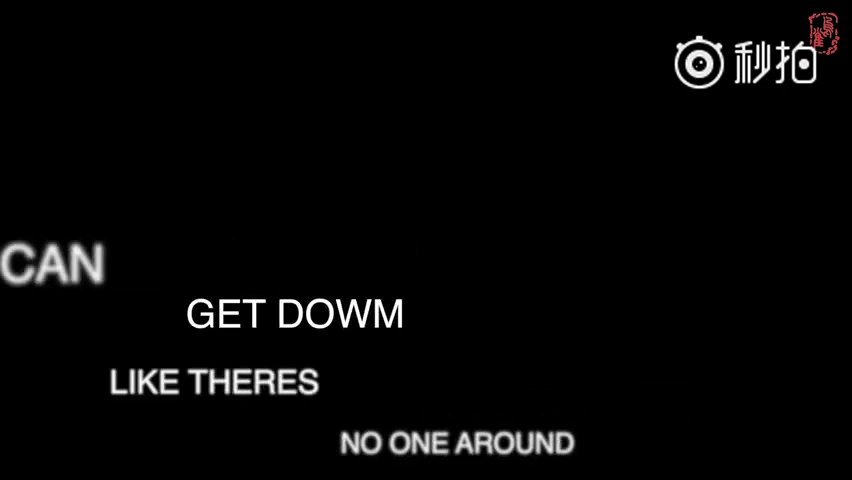 秒拍
CAN
GET DOWM
LIKE THERES
NO ONE AROUND